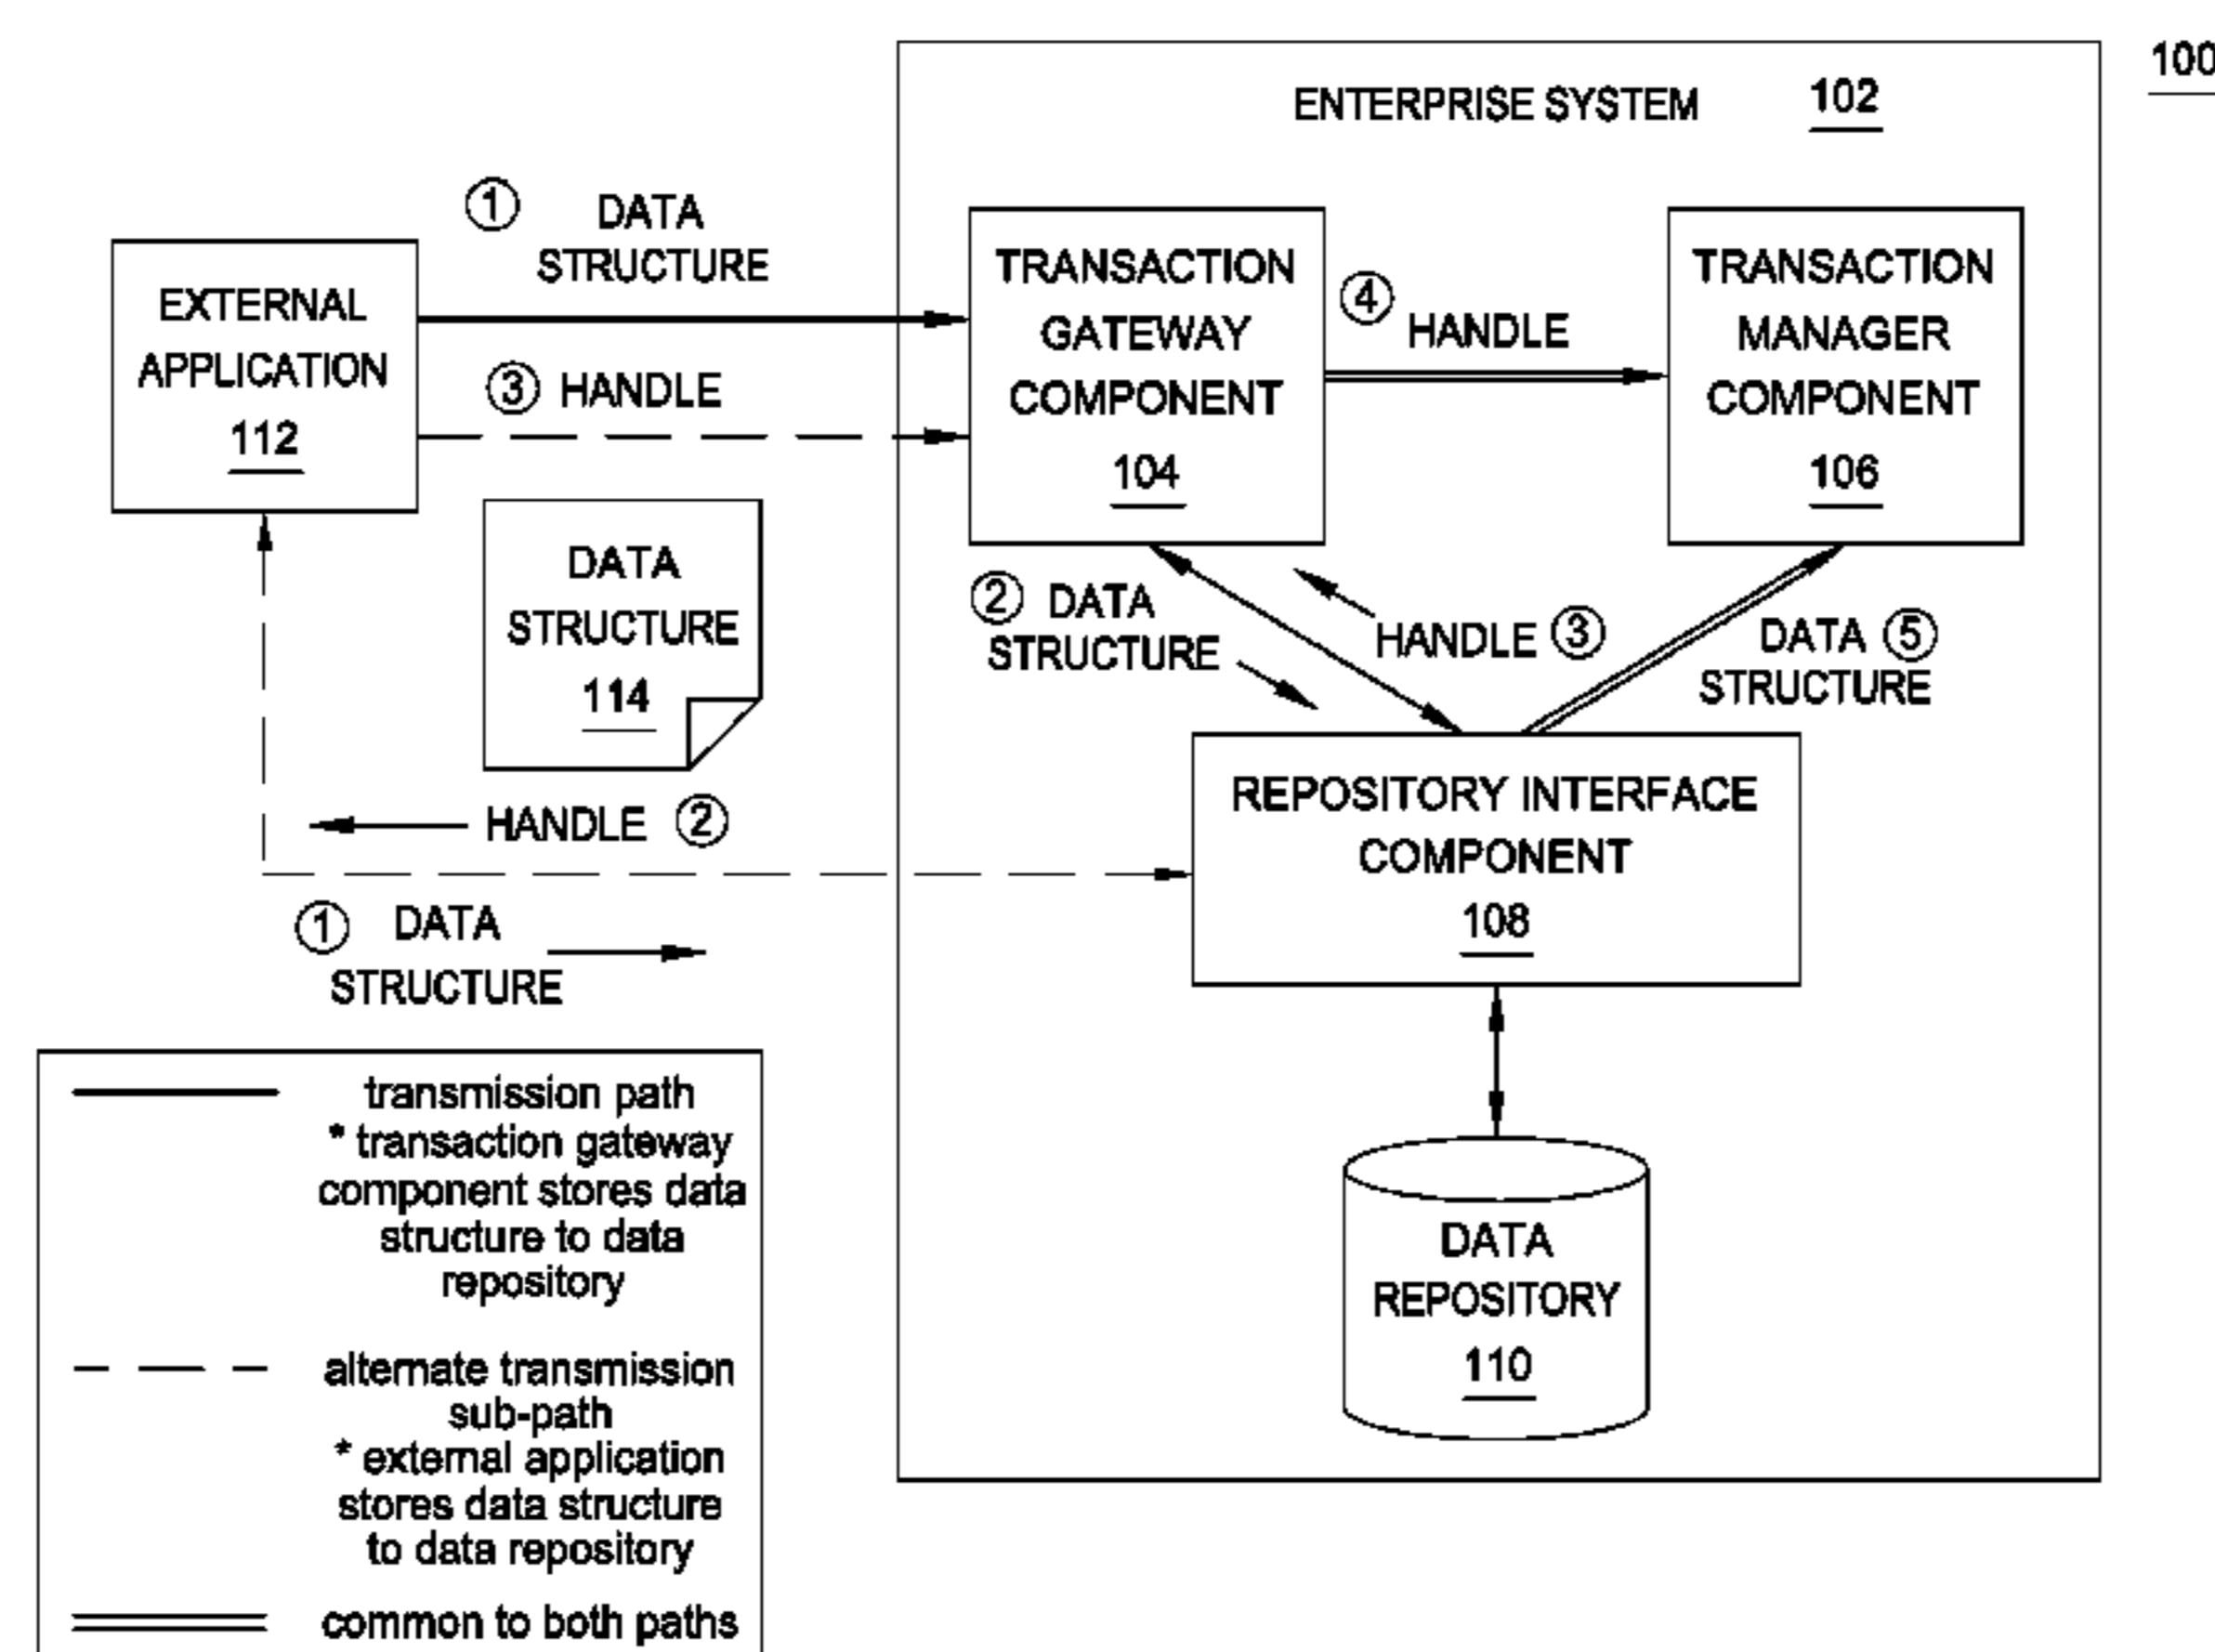 100
ENTERPRISE SYSTEM 102
① DATA
STRUCTURE
EXTERNAL
APPLICATION
112
③ HANDLE
TRANSACTION
GATEWAY
COMPONENT
104
④ HANDLE
TRANSACTION
MANAGER
COMPONENT
106
DATA
STRUCTURE
114
② DATA
STRUCTURE
HANDLE ③
DATA ⑤
STRUCTURE
HANDLE ②
① DATA
STRUCTURE
REPOSITORY INTERFACE
COMPONENT
108
DATA
REPOSITORY
110
transmission path
* transaction gateway
component stores data
structure to data
repository
alternate transmission
sub-path
* external application
stores data structure
to data repository
common to both paths